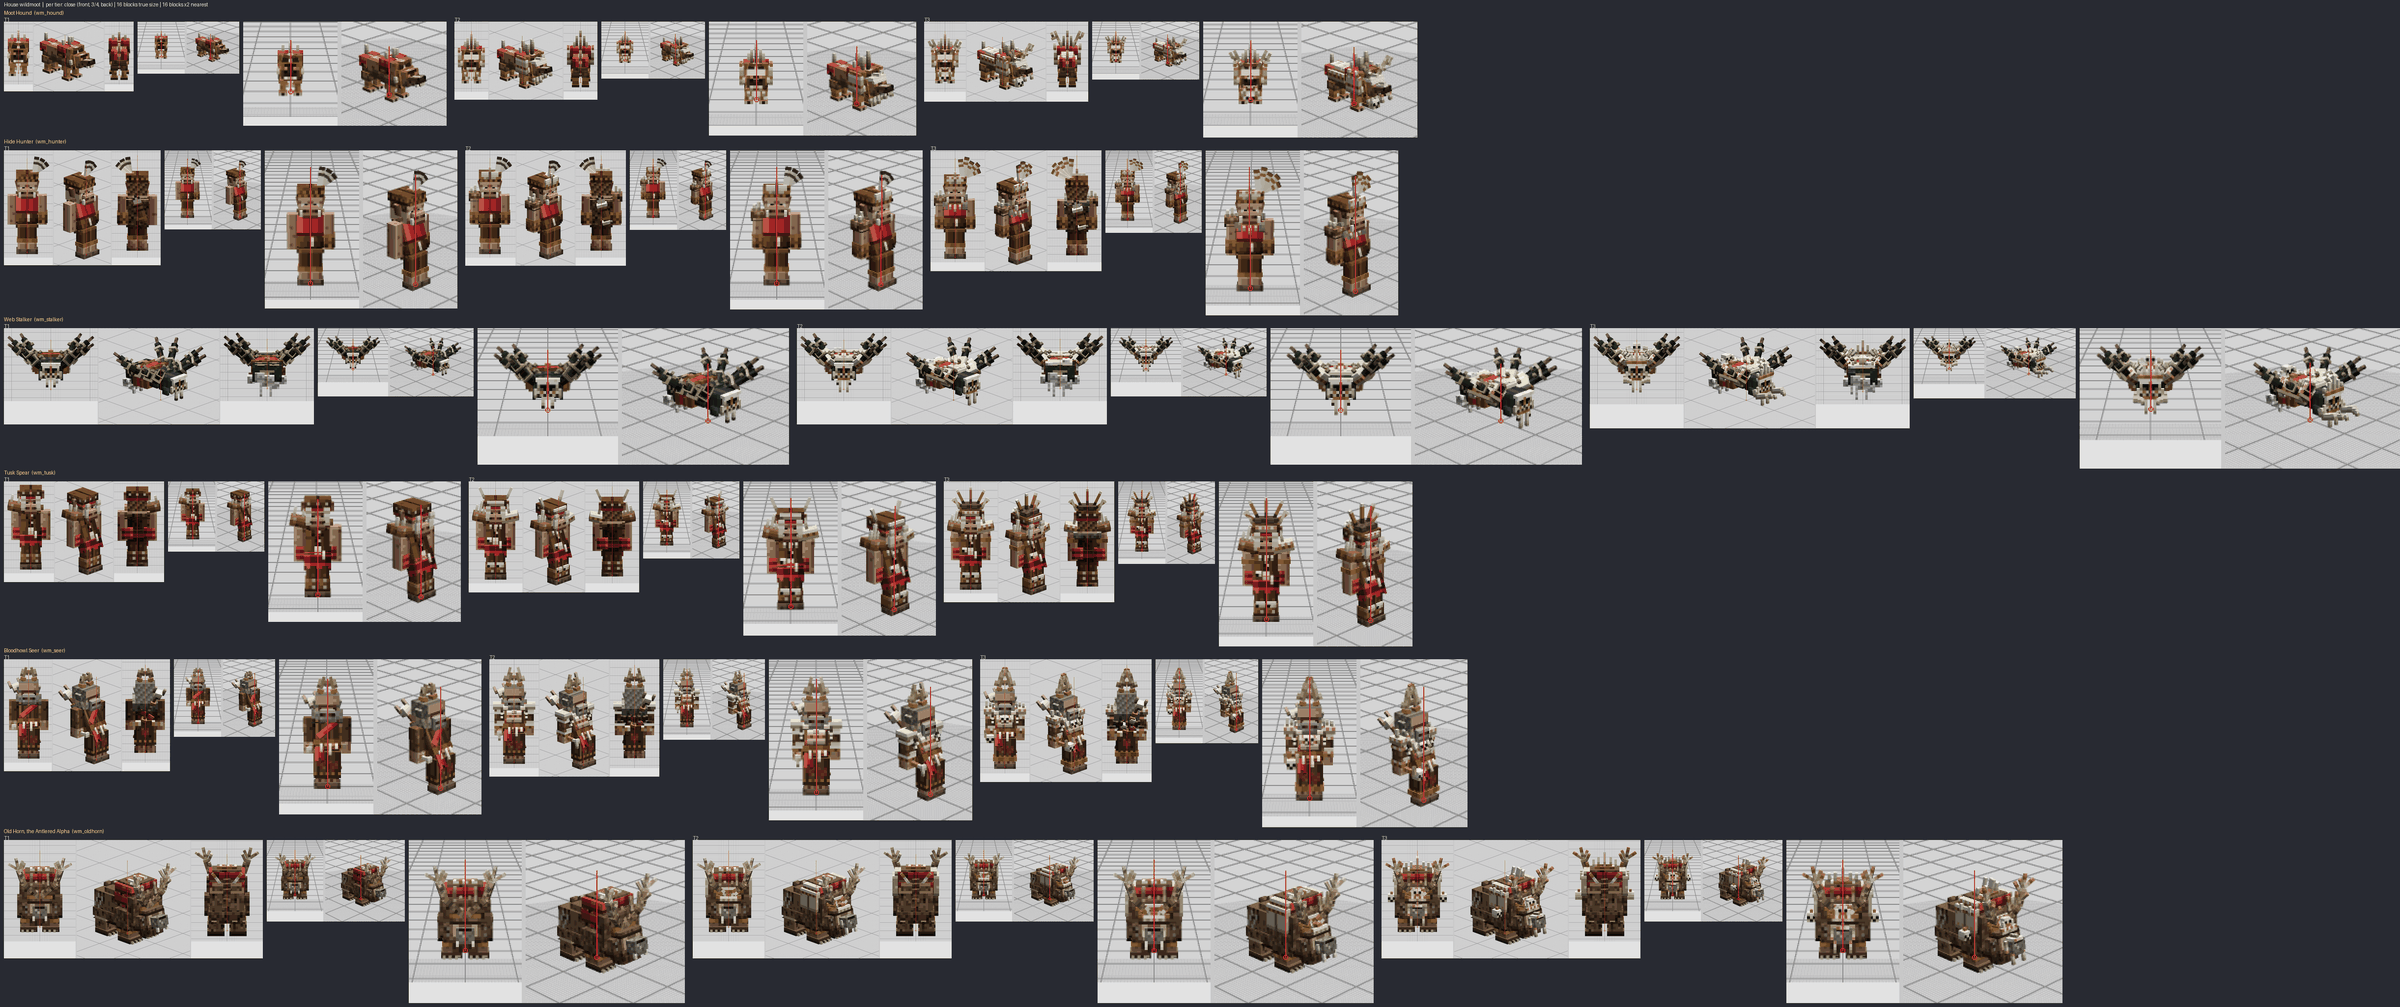 House wildmoot | per tier: close (front, 3/4, back) | 16 blocks true size | 16 blocks x2 nearest
Moot Hound (wm_hound)
T1 T2 T3
Hide Hunter (wm_hunter)
T1 T2 T3
Web Stalker (wm_stalker)
T1 T2 T3
Tusk Spear (wm_tusk)
T1 T2 T3
Bloodhowl Seer (wm_seer)
T1 T2 T3
Old Horn, the Antlered Alpha (wm_oldhorn)
T1 T2 T3